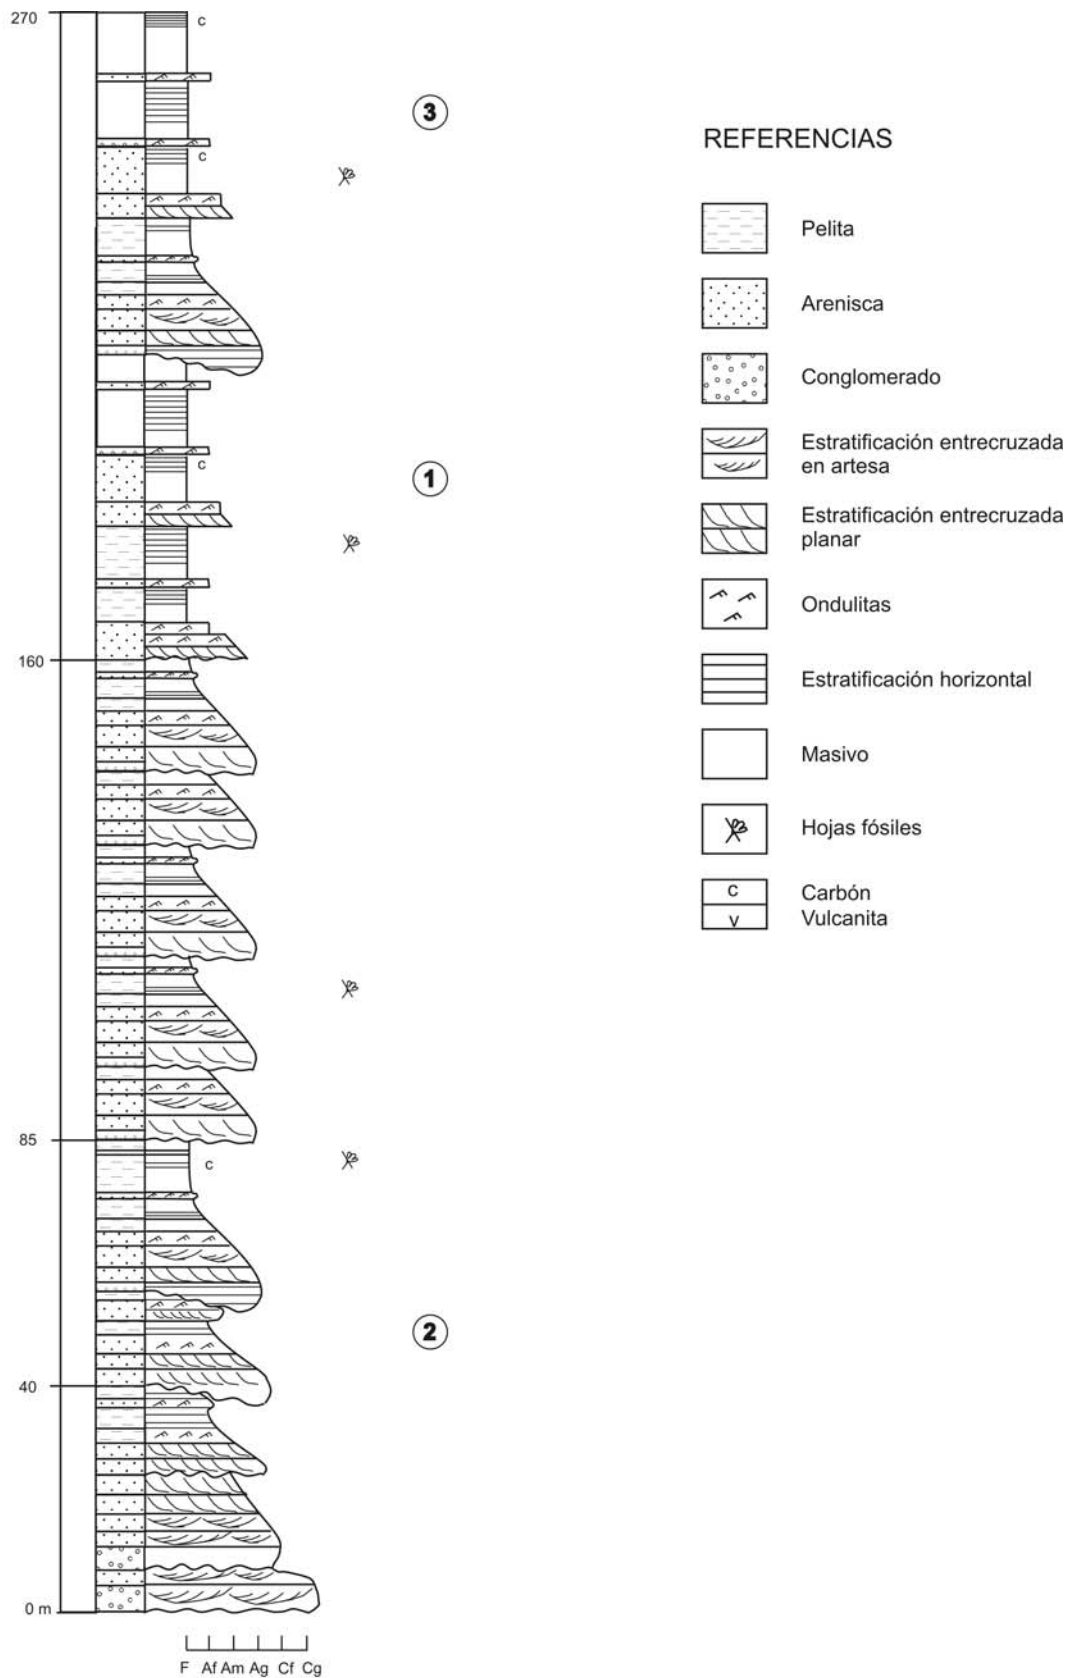 270
c
3
c
c
1
160
85
c
2
40
0 m
F Af Am Ag Cf Cg
REFERENCIAS
Pelita
Arenisca
Conglomerado
Estratificación entrecruzada
en artesa
Estratificación entrecruzada
planar
Ondulitas
Estratificación horizontal
Masivo
Hojas fósiles
c Carbón
v Vulcanita